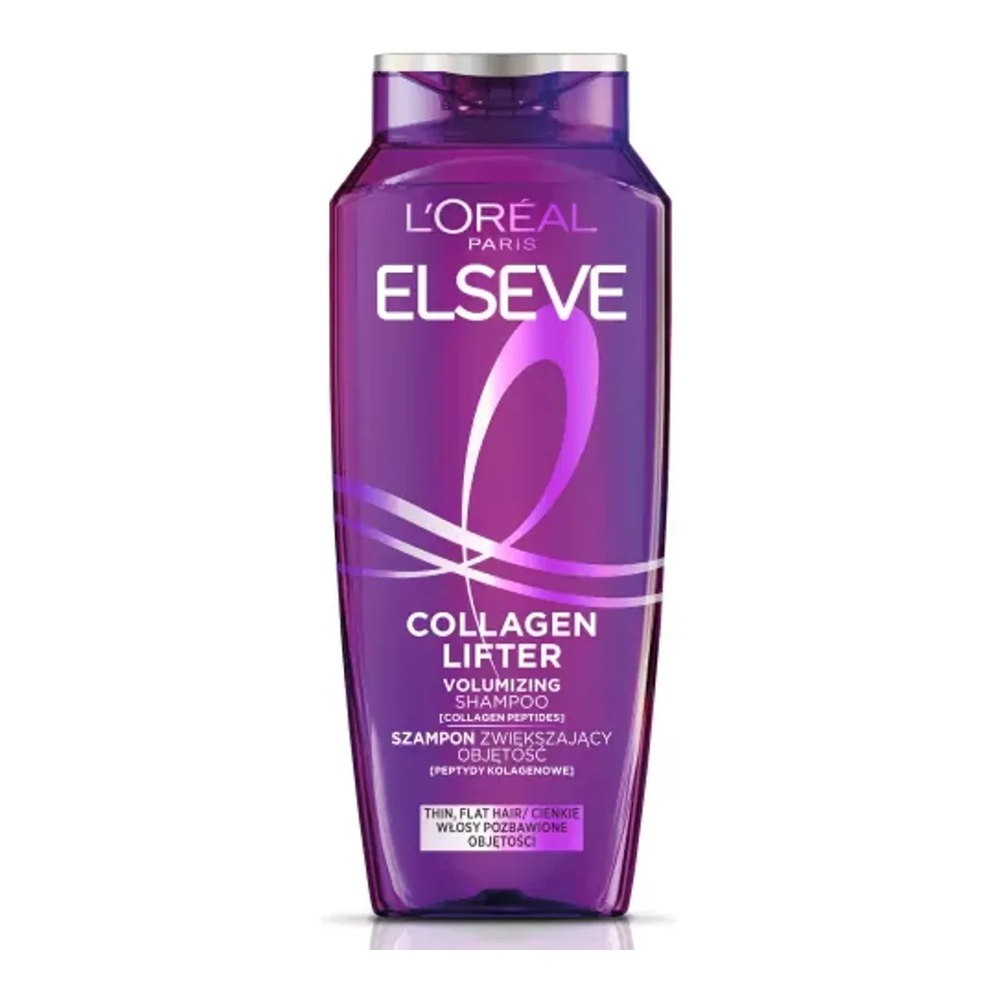 L'ORÉAL
PARIS
ELSEVE
COLLAGEN
LIFTER
VOLUMIZING
SHAMPOO
[COLLAGEN PEPTIDES]
SZAMPON ZWIĘKSZAJĄCY
OBJĘTOŚĆ
[PEPTYDY KOLAGENOWE]
THIN, FLAT HAIR/ CIENKIE
WŁOSY POZBAWIONE
OBJĘTOŚCI